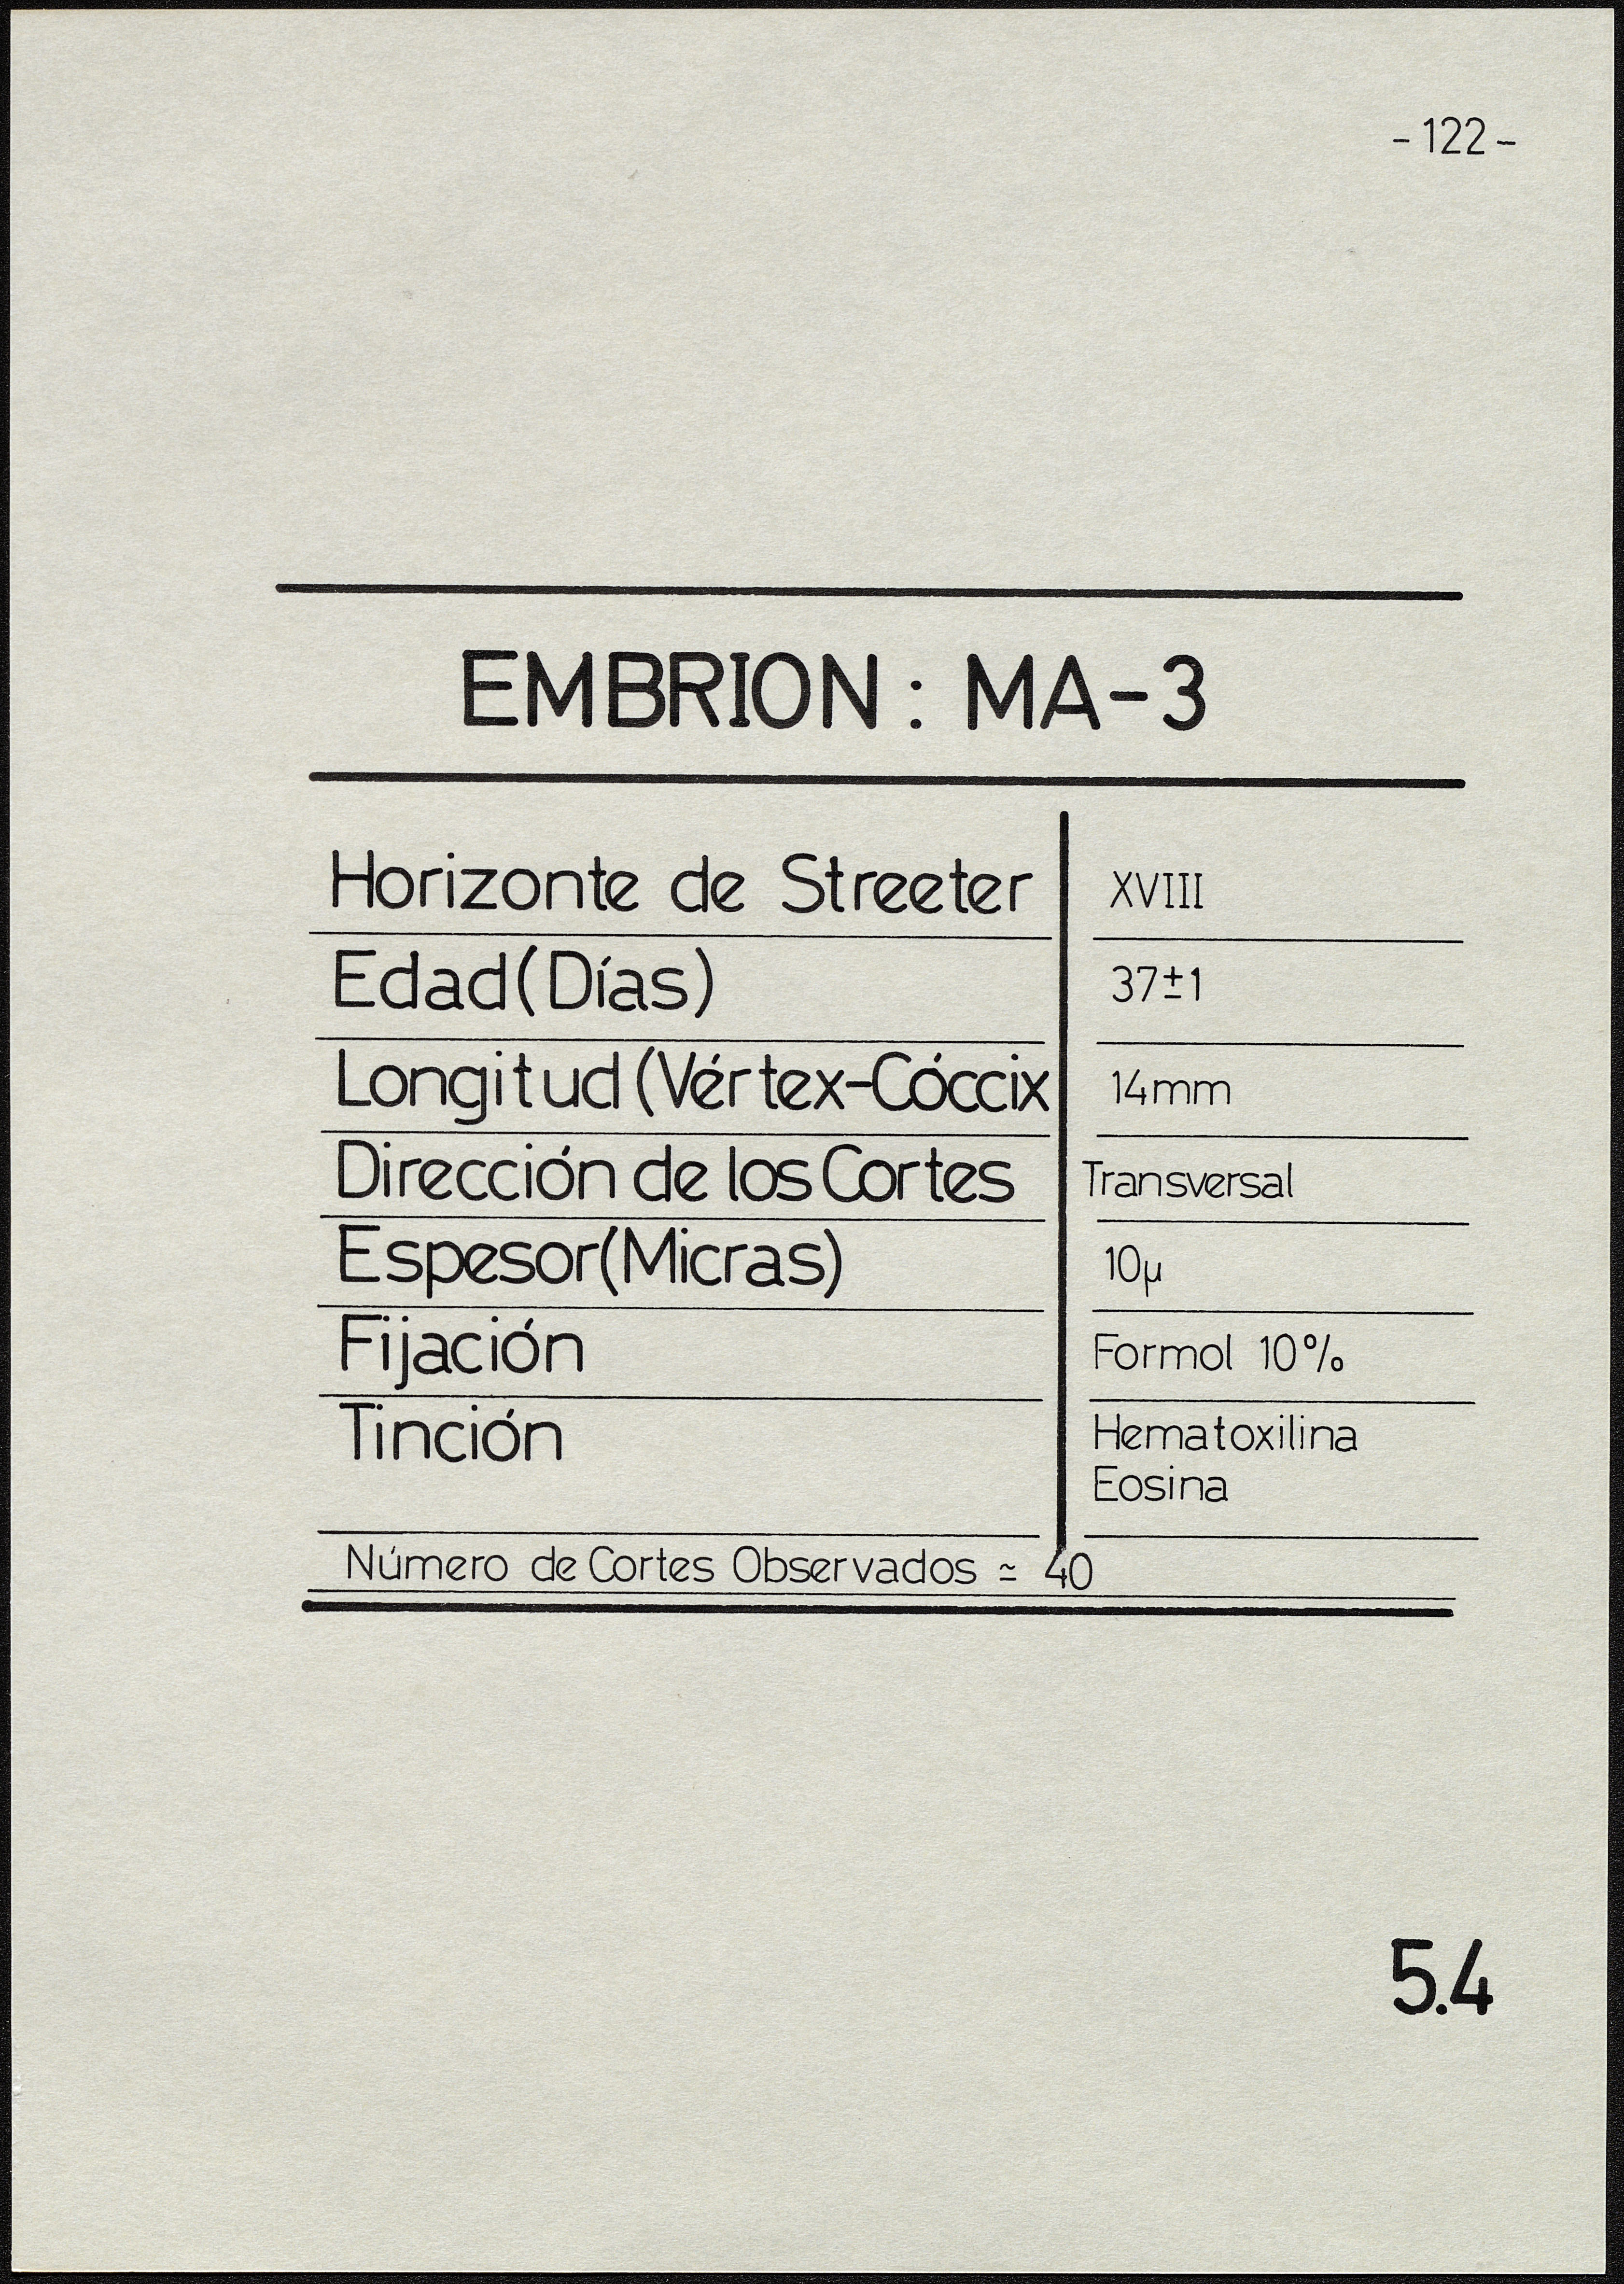 - 122 -
EMBRION : MA-3
Horizonte de Streeter XVIII
Edad (Días) 37±1
Longitud (Vértex-Cóccix 14mm
Dirección de los Cortes Transversal
Espesor (Micras) 10µ
Fijación Formol 10%
Tinción Hematoxilina
Eosina
Número de Cortes Observados ≃ 40
5.4